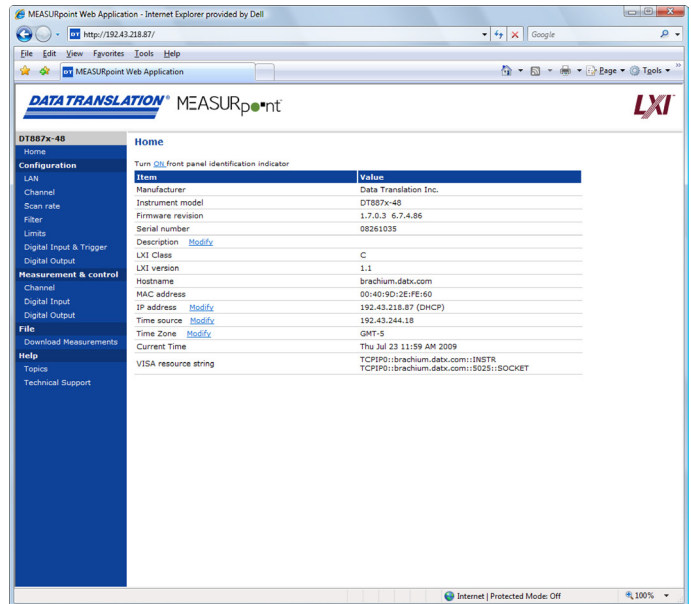 MEASURpoint Web Application - Internet Explorer provided by Dell
DT http://192.43.218.87/
Google
File Edit View Favorites Tools Help
DT MEASURpoint Web Application
Page Tools »
DATA TRANSLATION® MEASURpoint
LXI
DT887x-48
Home
Configuration
LAN
Channel
Scan rate
Filter
Limits
Digital Input & Trigger
Digital Output
Measurement & control
Channel
Digital Input
Digital Output
File
Download Measurements
Help
Topics
Technical Support
Home
Turn ON front panel identification indicator
Item Value
Manufacturer Data Translation Inc.
Instrument model DT887x-48
Firmware revision 1.7.0.3 6.7.4.86
Serial number 08261035
Description Modify
LXI Class C
LXI version 1.1
Hostname brachium.datx.com
MAC address 00:40:9D:2E:FE:60
IP address Modify 192.43.218.87 (DHCP)
Time source Modify 192.43.244.18
Time Zone Modify GMT-5
Current Time Thu Jul 23 11:59 AM 2009
VISA resource string TCPIP0::brachium.datx.com::INSTR
TCPIP0::brachium.datx.com::5025::SOCKET
Internet | Protected Mode: Off 100%